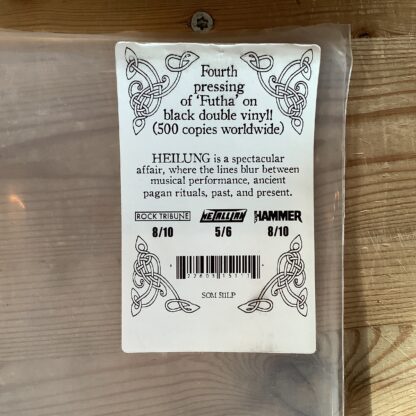 Fourth
pressing
of 'Futha' on
black double vinyl!
(500 copies worldwide)
HEILUNG is a spectacular
affair, where the lines blur between
musical performance, ancient
pagan rituals, past, and present.
ROCK TRIBUNE METALLIAN HAMMER
8/10 5/6 8/10
SOM 511LP